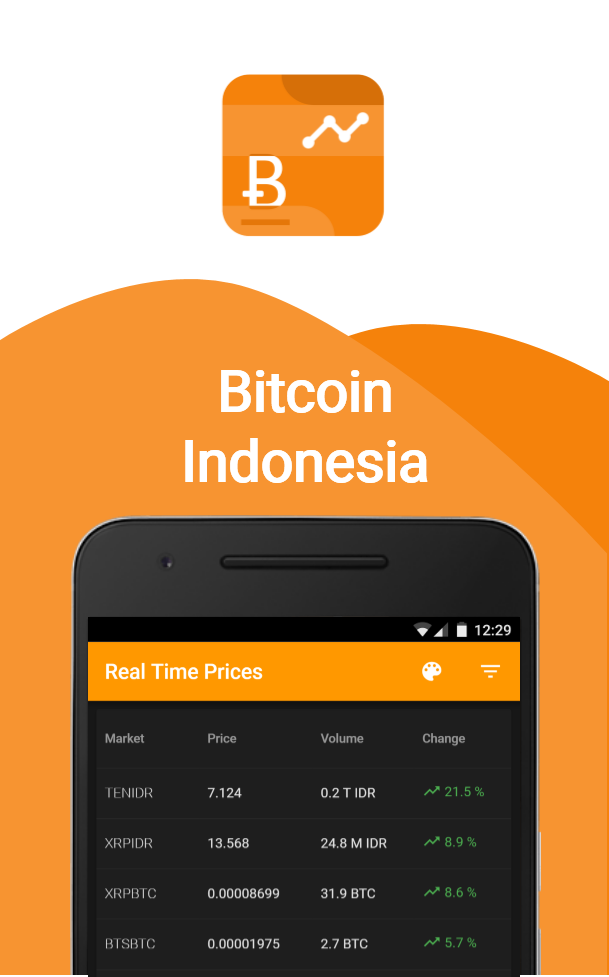 Bitcoin
Indonesia
12:29
Real Time Prices
Market Price Volume Change
TENIDR 7.124 0.2 T IDR 21.5 %
XRPIDR 13.568 24.8 M IDR 8.9 %
XRPBTC 0.00008699 31.9 BTC 8.6 %
BTSBTC 0.00001975 2.7 BTC 5.7 %